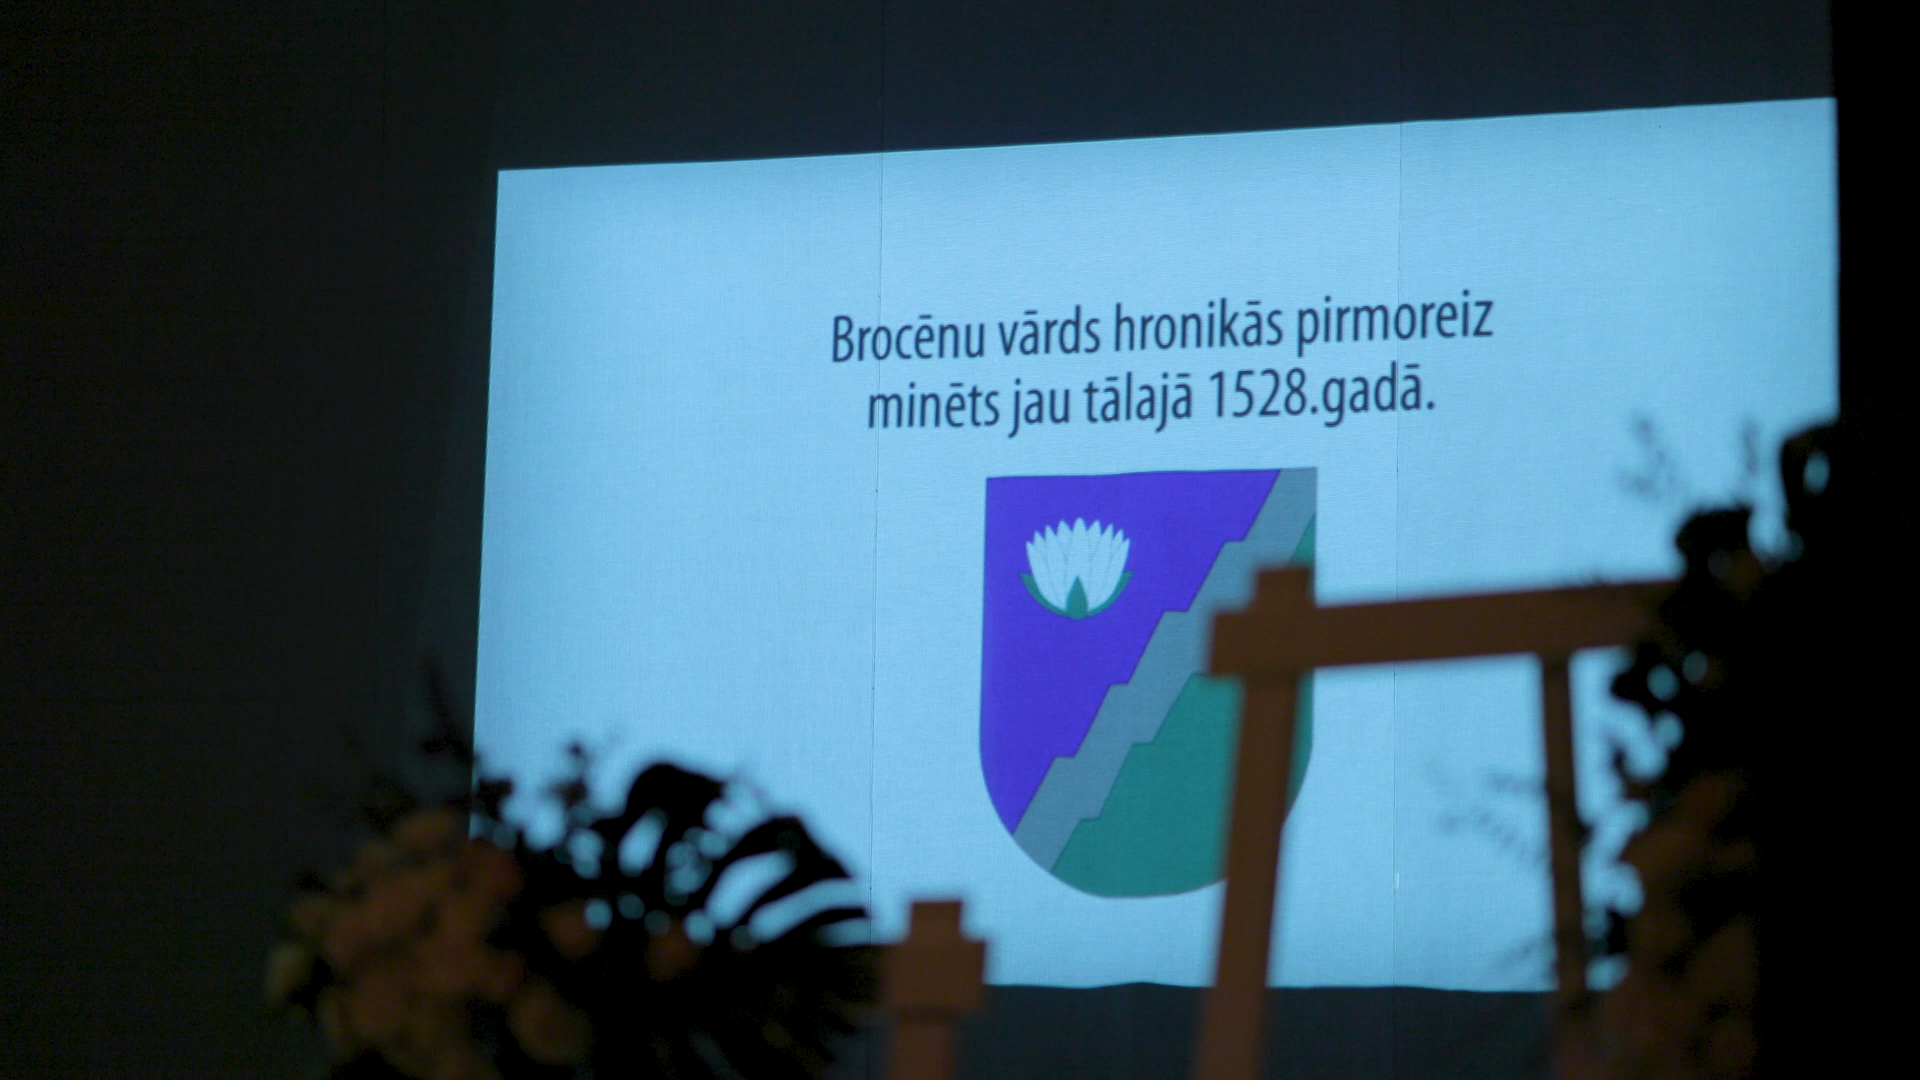 Brocēnu vārds hronikās pirmoreiz
minēts jau tālajā 1528.gadā.